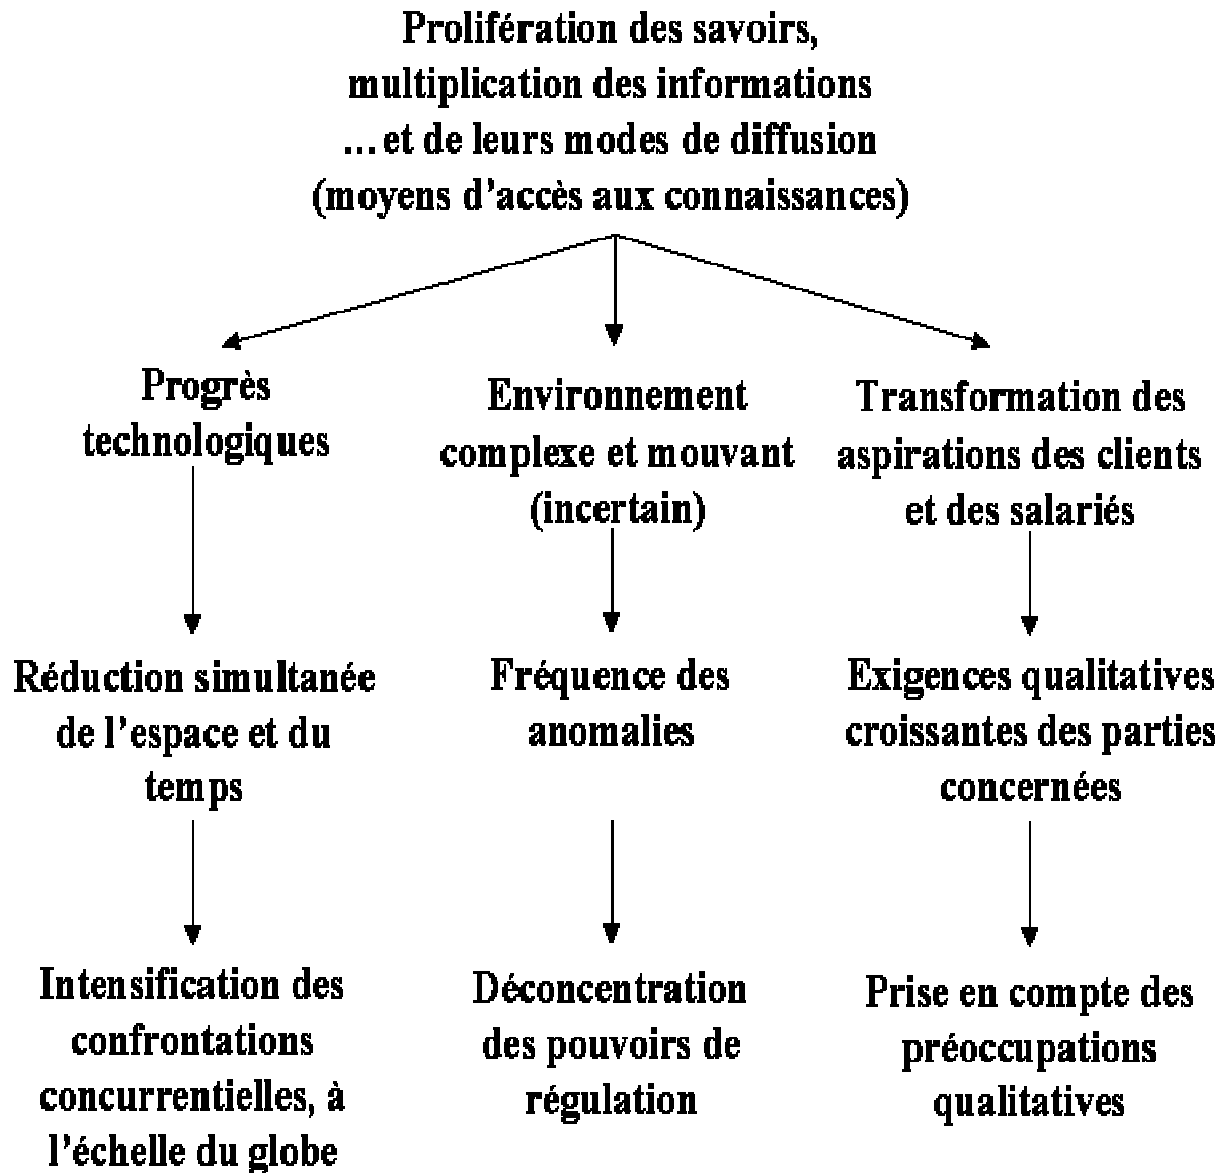 Prolifération des savoirs,
multiplication des informations
…et de leurs modes de diffusion
(moyens d'accès aux connaissances)
Progrès
technologiques
Environnement
complexe et mouvant
(incertain)
Transformation des
aspirations des clients
et des salariés
Réduction simultanée
de l'espace et du
temps
Fréquence des
anomalies
Exigences qualitatives
croissantes des parties
concernées
Intensification des
confrontations
concurrentielles, à
l'échelle du globe
Déconcentration
des pouvoirs de
régulation
Prise en compte des
préoccupations
qualitatives